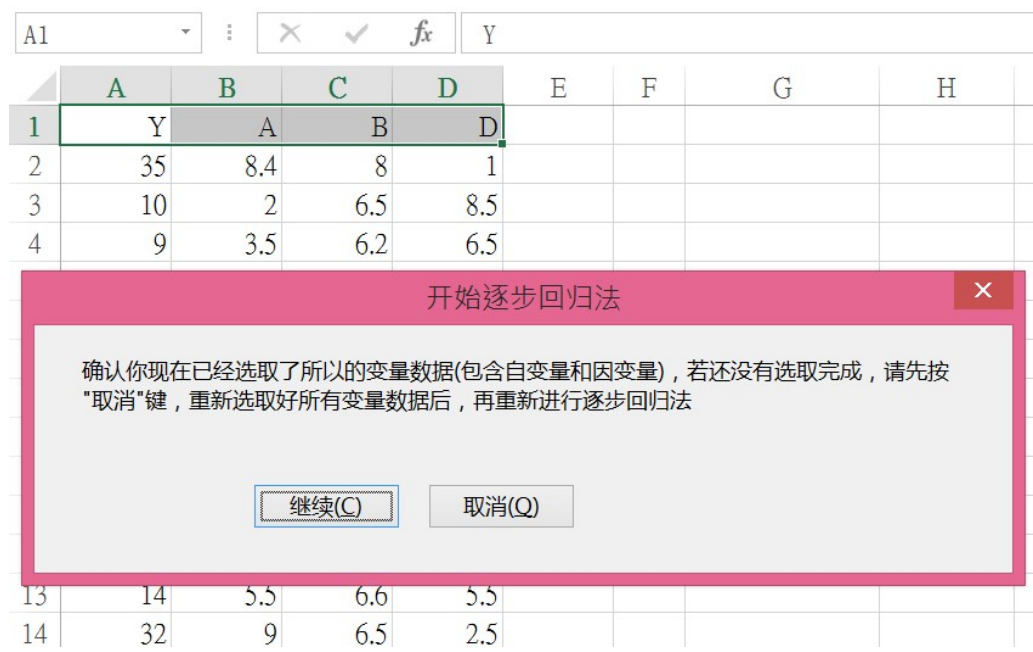 A1 fx Y
A B C D E F G H
1 Y A B D
2 35 8.4 8 1
3 10 2 6.5 8.5
4 9 3.5 6.2 6.5
开始逐步回归法
确认你现在已经选取了所以的变量数据(包含自变量和因变量)，若还没有选取完成，请先按
"取消"键，重新选取好所有变量数据后，再重新进行逐步回归法
继续(C) 取消(Q)
13 14 5.5 6.6 5.5
14 32 9 6.5 2.5